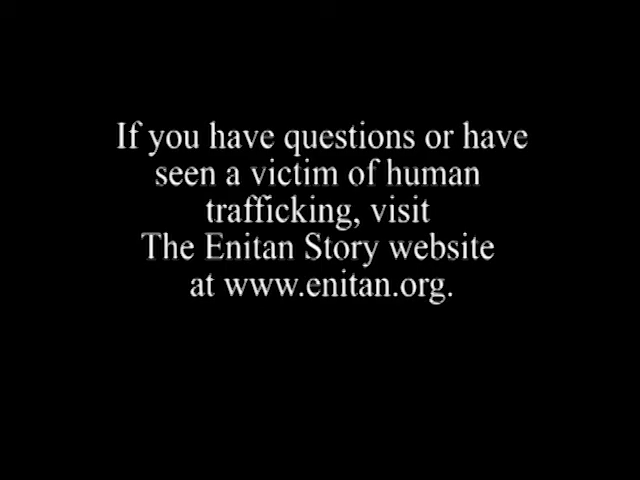 If you have questions or have
seen a victim of human
trafficking, visit
The Enitan Story website
at www.enitan.org.